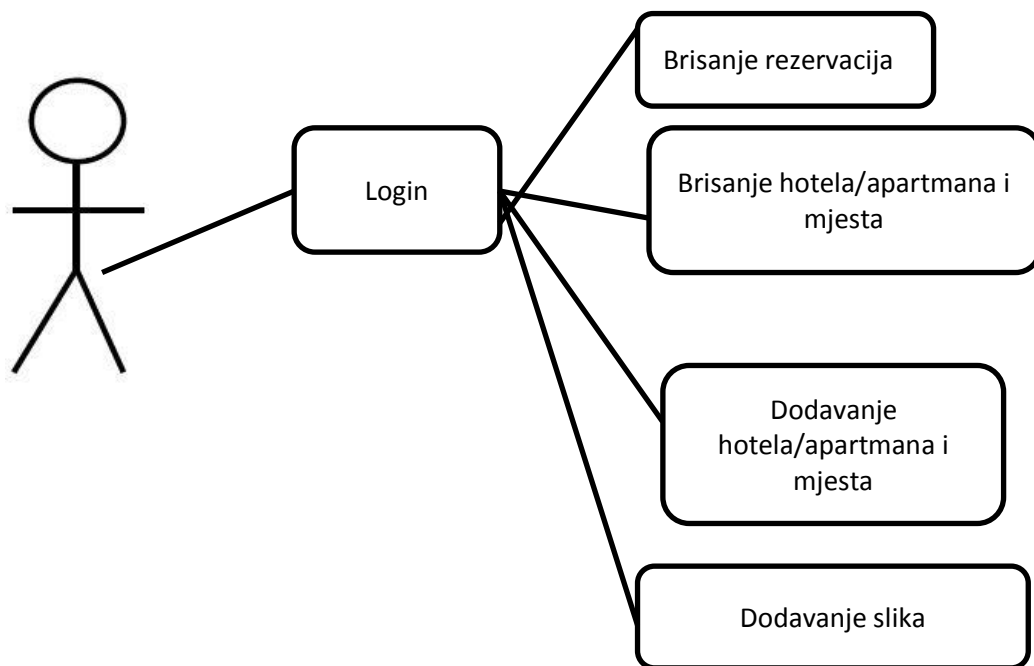 Brisanje rezervacija
Login
Brisanje hotela/apartmana i
mjesta
Dodavanje
hotela/apartmana i
mjesta
Dodavanje slika